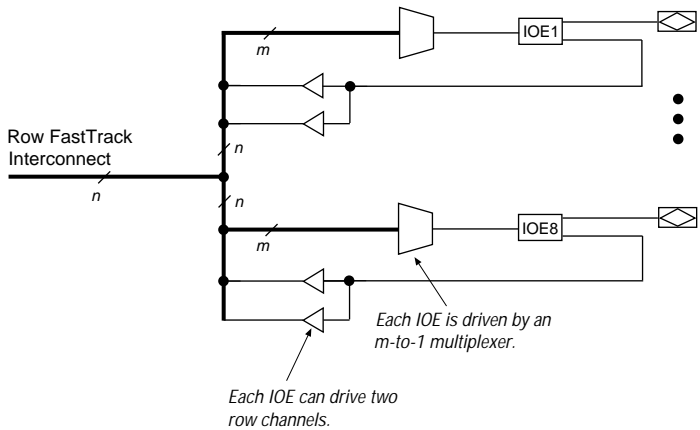 m
IOE1
Row FastTrack
Interconnect
n
n
n
m
IOE8
Each IOE is driven by an
m-to-1 multiplexer.
Each IOE can drive two
row channels.